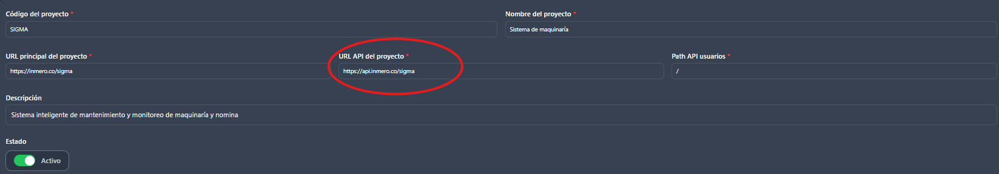 Código del proyecto *
Nombre del proyecto *
SIGMA
Sistema de maquinaría
URL principal del proyecto *
URL API del proyecto *
Path API usuarios *
https://inmero.co/sigma
https://api.inmero.co/sigma
/
Descripción
Sistema inteligente de mantenimiento y monitoreo de maquinaría y nomina
Estado
Activo